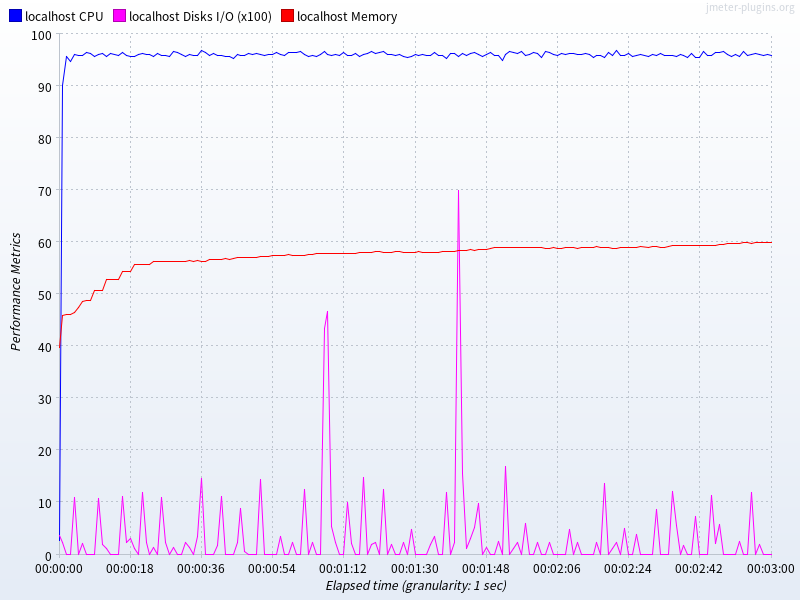 localhost CPU localhost Disks I/O (x100) localhost Memory
jmeter-plugins.org
100
90
80
70
60
50
40
30
20
10
0
Performance Metrics
00:00:00 00:00:18 00:00:36 00:00:54 00:01:12 00:01:30 00:01:48 00:02:06 00:02:24 00:02:42 00:03:00
Elapsed time (granularity: 1 sec)